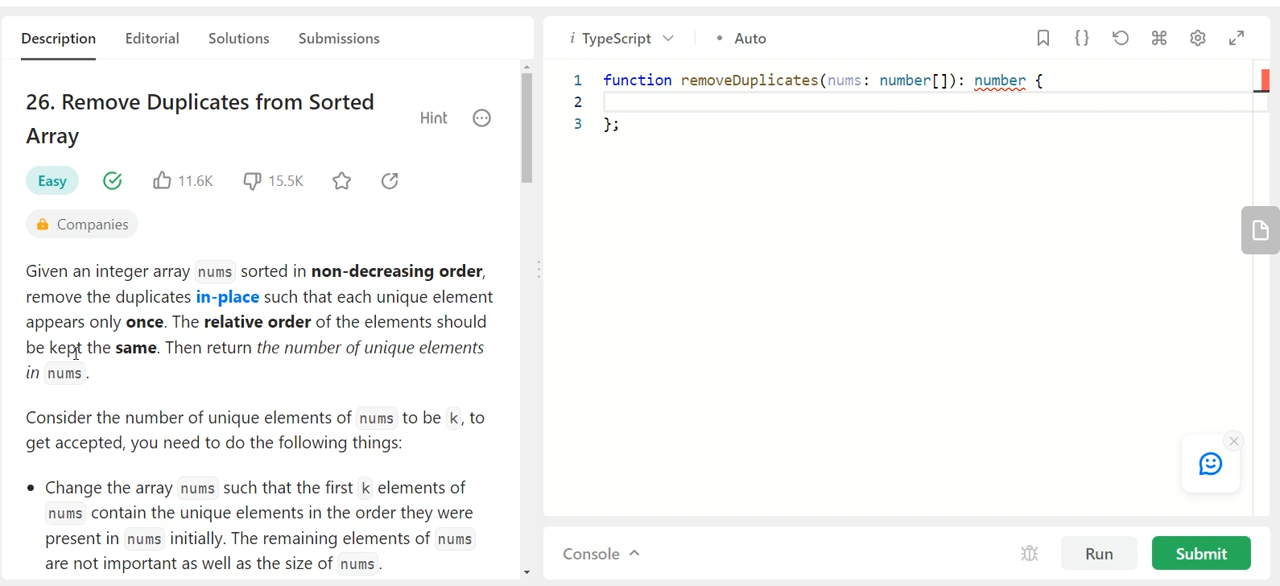 Description Editorial Solutions Submissions
26. Remove Duplicates from Sorted
Array
Hint
Easy 11.6K 15.5K
Companies
Given an integer array nums sorted in non-decreasing order,
remove the duplicates in-place such that each unique element
appears only once. The relative order of the elements should
be kept the same. Then return the number of unique elements
in nums.
Consider the number of unique elements of nums to be k, to
get accepted, you need to do the following things:
• Change the array nums such that the first k elements of
nums contain the unique elements in the order they were
present in nums initially. The remaining elements of nums
are not important as well as the size of nums.
i TypeScript • Auto
1 function removeDuplicates(nums: number[]): number {
2
3 };
Console Run Submit